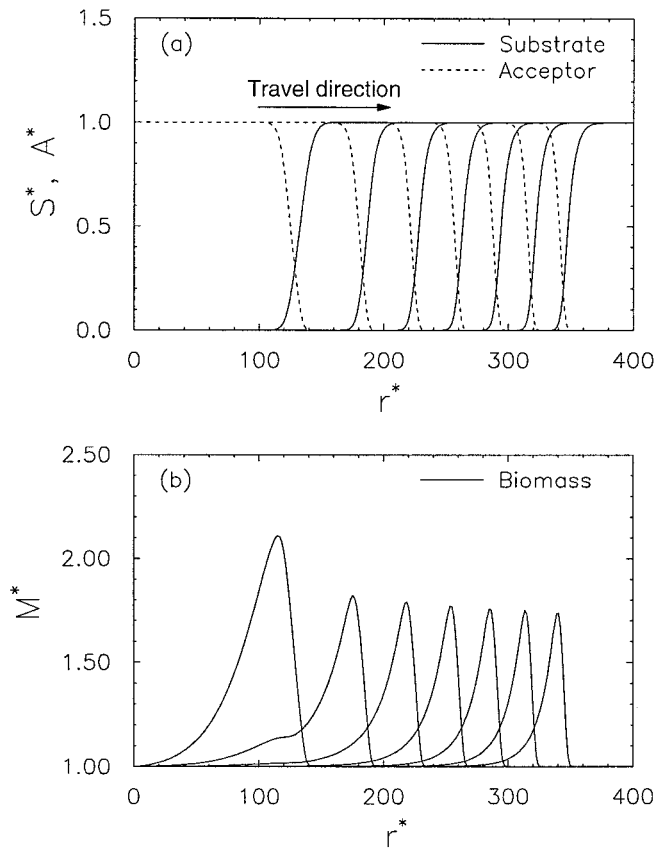 1.5
(a)
Substrate
Acceptor
Travel direction
1.0
S*, A*
0.5
0.0
0
100
200
300
400
r*
2.50
(b)
Biomass
M*
2.00
1.50
1.00
0
100
200
300
400
r*